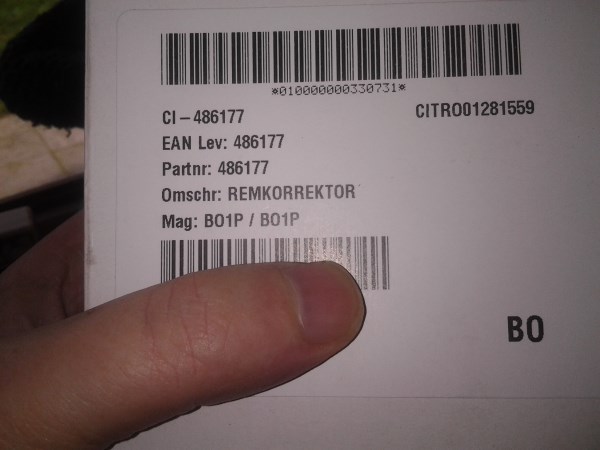 *010000000330731*
CI-486177
CITRO01281559
EAN Lev: 486177
Partnr: 486177
Omschr: REMKORREKTOR
Mag: BO1P / BO1P
BO